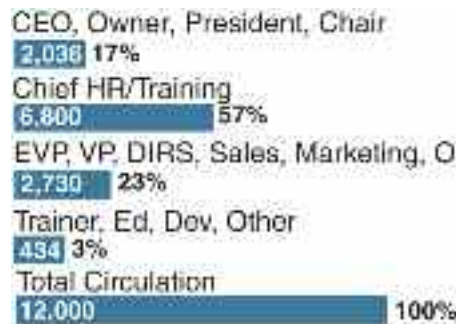 CEO, Owner, President, Chair
2,036 17%
Chief HR/Training
6,800 57%
EVP, VP, DIRS, Sales, Marketing, O
2,730 23%
Trainer, Ed, Dev, Other
434 3%
Total Circulation
12,000 100%